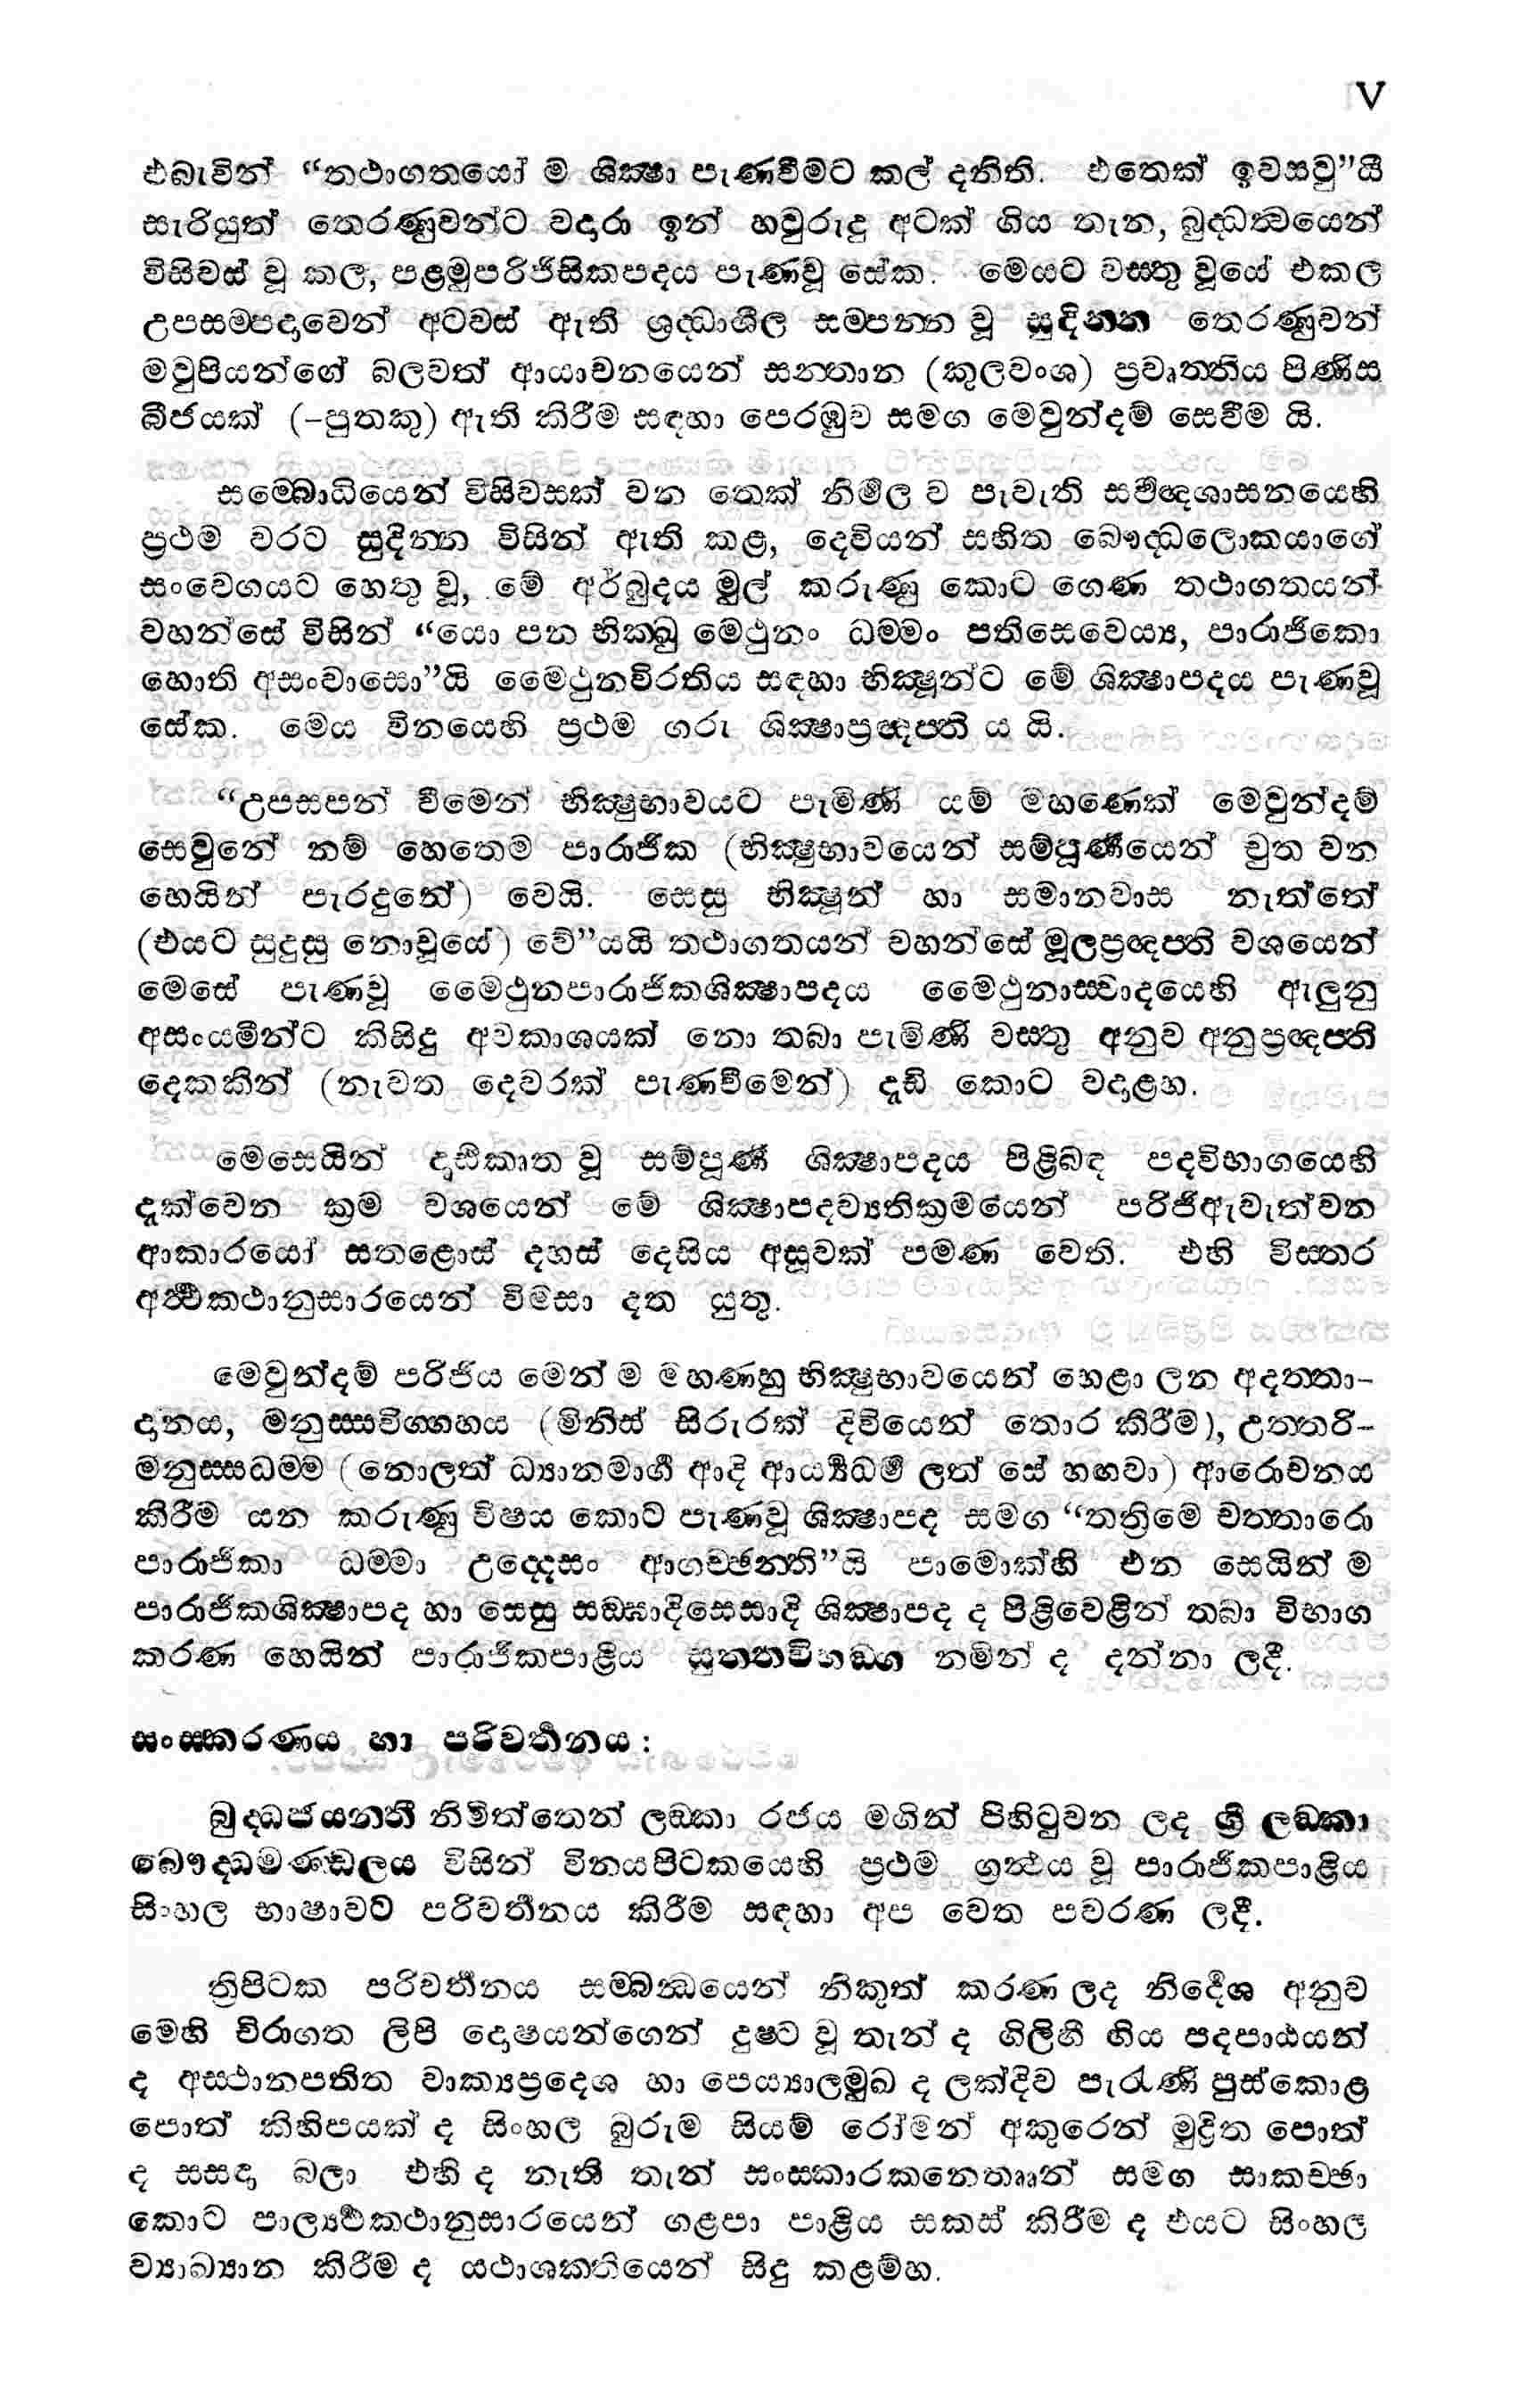 V
එබැවින් “තථාගතයෝ ම ශික්‍ෂා පැණවීමට කල් දනිති. එතෙක් ඉවසවු”යි
සැරියුත් තෙරණුවන්ට වදාරා ඉන් හවුරුදු අටක් ගිය තැන, බුද්ධත්‍වයෙන්
විසිවස් වූ කල, පළමුපරිජිසිකපදය පැණවූ සේක. මෙයට වස්තු වූයේ එකල
උපසම්පදාවෙන් අටවස් ඇති ශ්‍රද්ධාශීල සම්පන්න වූ සුදින්න තෙරණුවන්
මවුපියන්ගේ බලවත් ආයාචනයෙන් සන්තාන (කුලවංශ) ප්‍රවෘත්තිය පිණිස
බීජයක් (-පුතකු) ඇති කිරීම සඳහා පෙරඹුව සමග මෙවුන්දම් සෙවීම යි.
සම්බොධියෙන් විසිවසක් වන තෙක් නිර්මල ව පැවැති සර්වඥශාසනයෙහි
ප්‍රථම වරට සුදින්න විසින් ඇති කළ, දෙවියන් සහිත බෞද්ධලොකයාගේ
සංවෙගයට හෙතු වූ, මේ අර්බුදය මුල් කරුණු කොට ගෙණ තථාගතයන්
වහන්සේ විසින් “යො පන භික්ඛු මෙථුනං ධම්මං පතිසෙවෙය්‍ය, පාරාජිකො
හොති අසංවාසො”යි මෛථුනවිරතිය සඳහා භික්‍ෂූන්ට මේ ශික්‍ෂාපදය පැණවූ
සේක. මෙය විනයෙහි ප්‍රථම ගරු ශික්‍ෂාප්‍රඥප්ති ය යි.
“උපසපන් වීමෙන් භික්‍ෂුභාවයට පැමිණි යම් මහණෙක් මෙවුන්දම්
සෙවුනේ නම් හෙතෙම පාරාජික (භික්‍ෂුභාවයෙන් සම්පූර්ණයෙන් චුත වන
හෙයින් පැරදුනේ) වෙයි. සෙසු භික්‍ෂූන් හා සමානවාස නැත්තේ
(එයට සුදුසු නොවූයේ) වේ”යයි තථාගතයන් වහන්සේ මූලප්‍රඥප්ති වශයෙන්
මෙසේ පැණවූ මෛථුනපාරාජිකශික්‍ෂාපදය මෛථුනාස්වාදයෙහි ඇලුනු
අසංයමීන්ට කිසිදු අවකාශයක් නො තබා පැමිණි වස්තු අනුව අනුප්‍රඥප්ති
දෙකකින් (නැවත දෙවරක් පැණවීමෙන්) දැඩි කොට වදාළහ.
මෙසෙයින් දෘඪීකෘත වූ සම්පූර්ණ ශික්‍ෂාපදය පිළිබඳ පදවිභාගයෙහි
දැක්වෙන ක්‍රම වශයෙන් මේ ශික්‍ෂාපදව්‍යතික්‍රමයෙන් පරිජිඇවැත්වන
ආකාරයෝ සතළොස් දහස් දෙසිය අසූවක් පමණ වෙති. එහි විස්තර
අර්ත්‍ථකථානුසාරයෙන් විමසා දත යුතු.
මෙවුන්දම් පරිජිය මෙන් ම මහණහු භික්‍ෂුභාවයෙන් හෙළා ලන අදත්තා-
දානය, මනුස්සවිග්ගහය (මිනිස් සිරුරක් දිවියෙන් තොර කිරීම), උත්තරි-
මනුස්සධම්ම (නොලත් ධ්‍යානමාර්ග ආදි ආර්‍ය්‍යධර්ම ලත් සේ හඟවා) ආරොචනය
කිරීම යන කරුණු විෂය කොට පැණවූ ශික්‍ෂාපද සමග “තත්‍රිමෙ චත්තාරො
පාරාජිකා ධම්මා උද්දෙසං ආගච්ඡන්ති”යි පාමොක්හි එන සෙයින් ම
පාරාජිකශික්‍ෂාපද හා සෙසු සඞ්ඝාදිසෙසාදි ශික්‍ෂාපද ද පිළිවෙළින් තබා විභාග
කරණ හෙයින් පාරාජිකපාළිය සුත්තවිභඞ්ග නමින් ද දන්නා ලදී.
සංස්කරණය හා පරිවර්තනය :
බුද්ධජයන්තී නිමිත්තෙන් ලඞ්කා රජය මගින් පිහිටුවන ලද ශ්‍රී ලඞ්කා
බෞද්ධමණ්ඩලය විසින් විනයපිටකයෙහි ප්‍රථම ග්‍රන්ථය වූ පාරාජිකපාළිය
සිංහල භාෂාවට පරිවර්තනය කිරීම සඳහා අප වෙත පවරණ ලදී.
ත්‍රිපිටක පරිවර්තනය සම්බන්ධයෙන් නිකුත් කරණ ලද නිර්දෙශ අනුව
මෙහි චිරාගත ලිපි දොෂයන්ගෙන් දුෂ්ට වූ තැන් ද ගිලිහී ගිය පදපාඨයන්
ද අස්ථානපතිත වාක්‍යප්‍රදෙශ හා පෙය්‍යාලමුඛ ද ලක්දිව පැරැණි පුස්කොළ
පොත් කිහිපයක් ද සිංහල බුරුම සියම් රෝමන් අකුරෙන් මුද්‍රිත පොත්
ද සසඳා බලා එහි ද නැති තැන් සංස්කාරකනෙතෲන් සමග සාකච්ඡා
කොට පාල්‍යර්ථකථානුසාරයෙන් ගළපා පාළිය සකස් කිරීම ද එයට සිංහල
ව්‍යාඛ්‍යාන කිරීම ද යථාශක්තියෙන් සිදු කළම්හ.